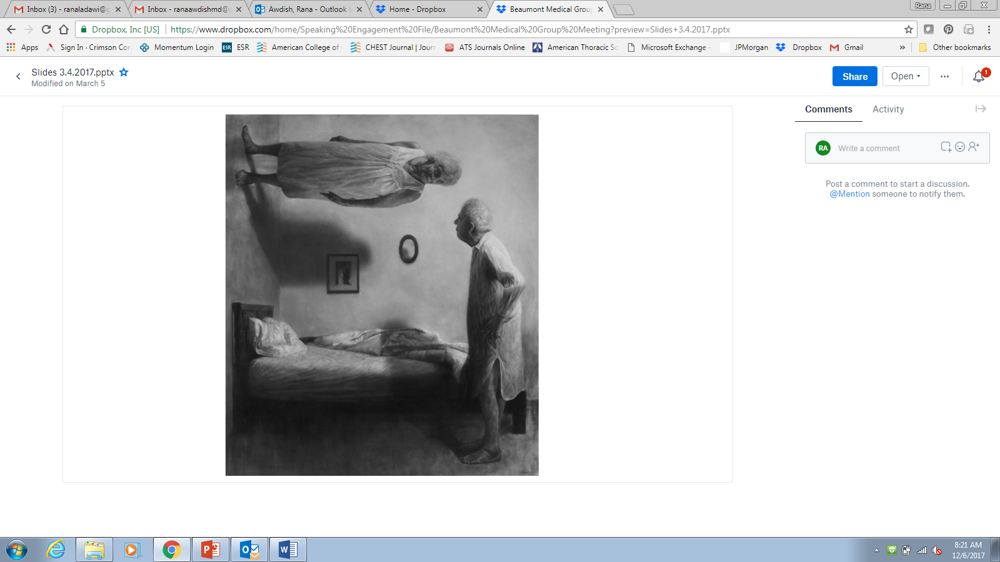 Inbox (3) - ranaladawi@g
Inbox - ranaawdishmd@
Awdish, Rana - Outlook
Home - Dropbox
Beaumont Medical Grou
Rana
Dropbox, Inc [US]
https://www.dropbox.com/home/Speaking%20Engagement%20File/Beaumont%20Medical%20Group%20Meeting?preview=Slides+3.4.2017.pptx
Apps
Sign In · Crimson Con
Momentum Login
ESR
ESR
American College of
CHEST Journal | Jour
ATS Journals Online
American Thoracic So
Microsoft Exchange -
JPMorgan
Dropbox
Gmail
»
Other bookmarks
Slides 3.4.2017.pptx
Modified on March 5
Share
Open
1
Comments
Activity
RA
Write a comment
Post a comment to start a discussion.
@Mention someone to notify them.
8:21 AM
12/6/2017